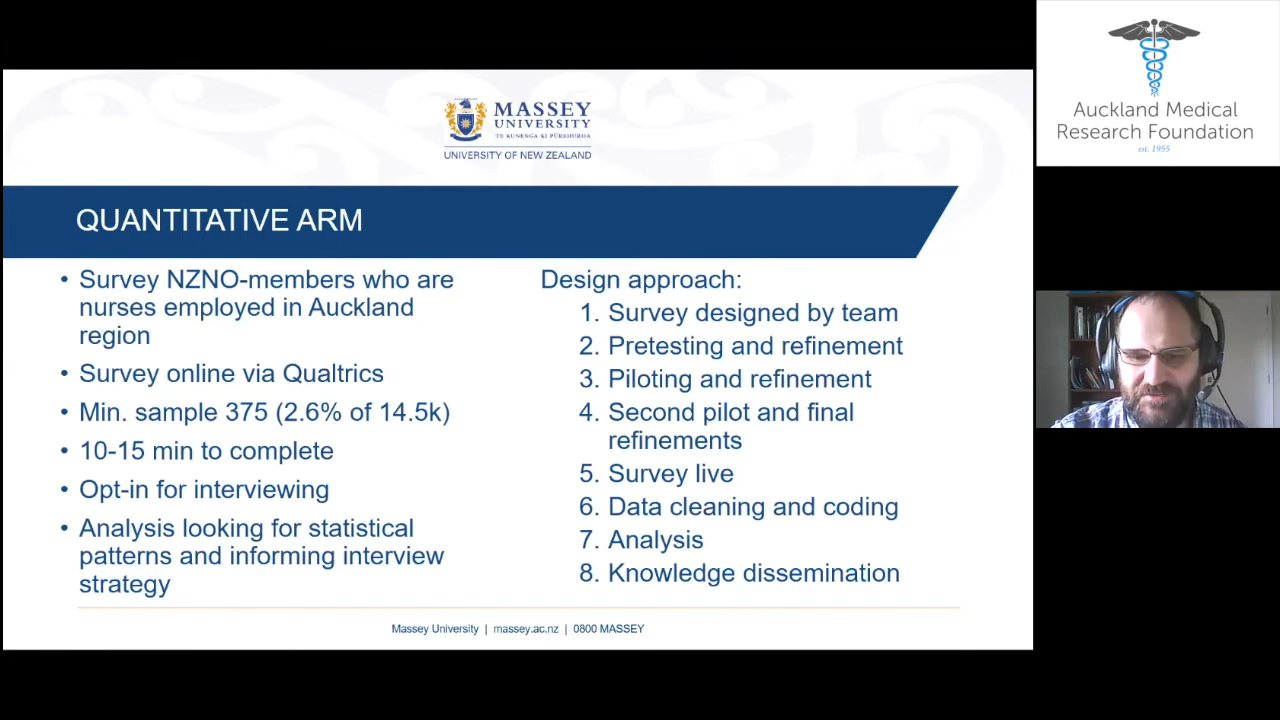 MASSEY
UNIVERSITY
TE KUNENGA KI PŪREHUROA
UNIVERSITY OF NEW ZEALAND
QUANTITATIVE ARM
• Survey NZNO-members who are
nurses employed in Auckland
region
• Survey online via Qualtrics
• Min. sample 375 (2.6% of 14.5k)
• 10-15 min to complete
• Opt-in for interviewing
• Analysis looking for statistical
patterns and informing interview
strategy
Design approach:
1. Survey designed by team
2. Pretesting and refinement
3. Piloting and refinement
4. Second pilot and final
refinements
5. Survey live
6. Data cleaning and coding
7. Analysis
8. Knowledge dissemination
Massey University | massey.ac.nz | 0800 MASSEY
Auckland Medical
Research Foundation
est. 1955